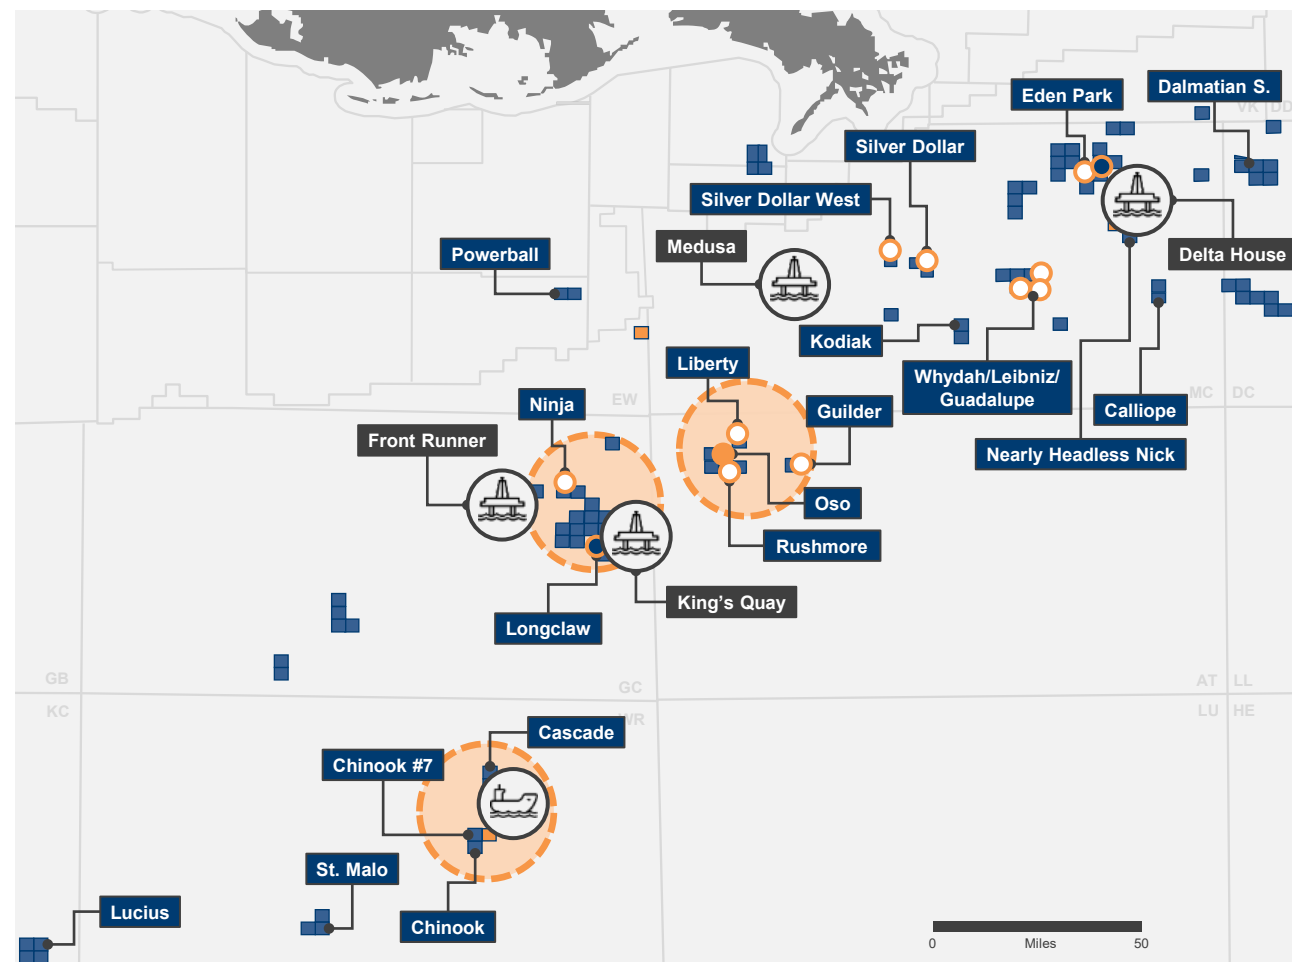 Eden Park
Dalmatian S.
VK
DD
Silver Dollar
Silver Dollar West
Medusa
Powerball
Delta House
Kodiak
Liberty
Whydah/Leibniz/
Guadalupe
Calliope
MC
DC
EW
Ninja
Guilder
Front Runner
Nearly Headless Nick
Oso
Rushmore
King's Quay
Longclaw
GB
GC
AT
LL
KC
WR
LU
HE
Cascade
Chinook #7
St. Malo
Lucius
Chinook
0
Miles
50